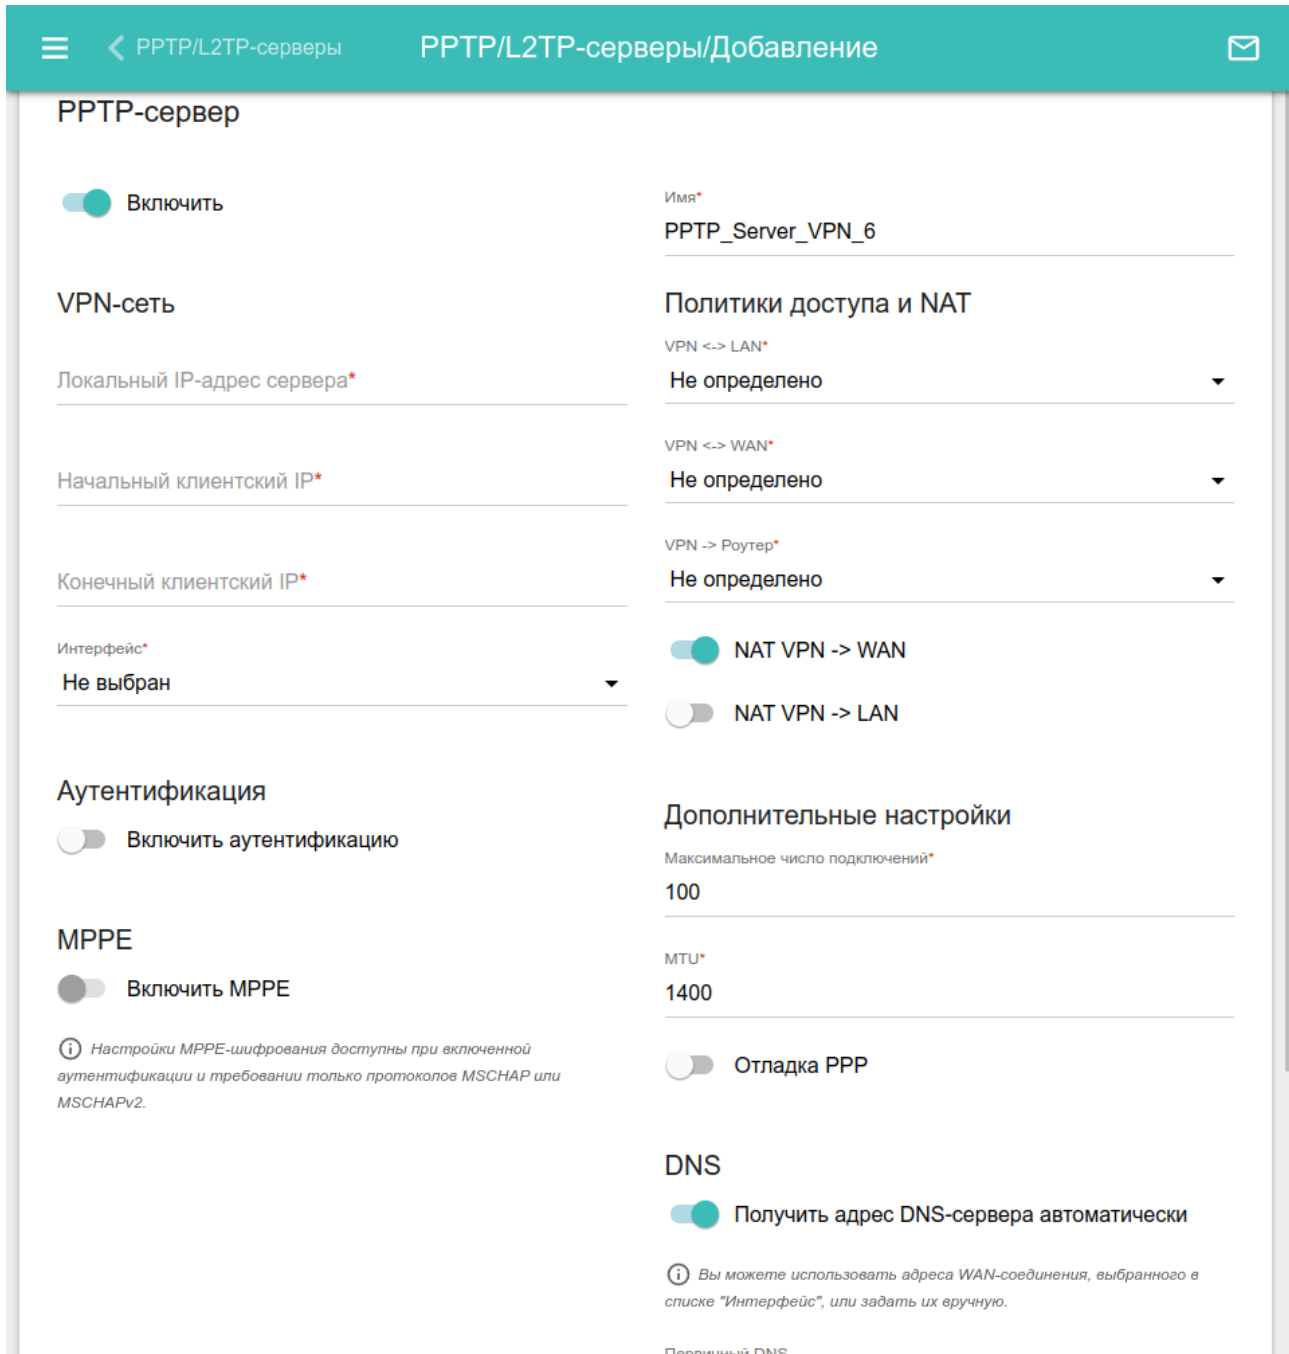 PPTP/L2TP-серверы
PPTP/L2TP-серверы/Добавление
PPTP-сервер
Включить
Имя*
PPTP_Server_VPN_6
VPN-сеть
Локальный IP-адрес сервера*
Начальный клиентский IP*
Конечный клиентский IP*
Интерфейс*
Не выбран
Политики доступа и NAT
VPN <-> LAN*
Не определено
VPN <-> WAN*
Не определено
VPN -> Роутер*
Не определено
NAT VPN -> WAN
NAT VPN -> LAN
Аутентификация
Включить аутентификацию
MPPE
Включить MPPE
Настройки MPPE-шифрования доступны при включенной
аутентификации и требовании только протоколов MSCHAP или
MSCHAPv2.
Дополнительные настройки
Максимальное число подключений*
100
MTU*
1400
Отладка PPP
DNS
Получить адрес DNS-сервера автоматически
Вы можете использовать адреса WAN-соединения, выбранного в
списке "Интерфейс", или задать их вручную.
Первичный DNS